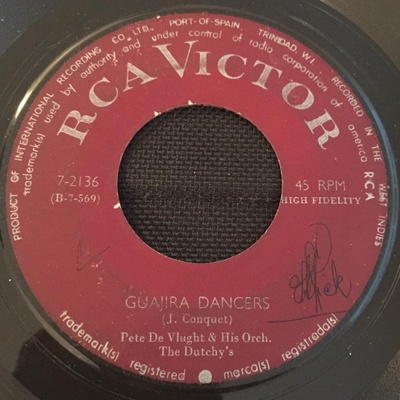 PRODUCT OF INTERNATIONAL RECORDING CO., LTD., PORT-OF-SPAIN, TRINIDAD, W.I. RECORDED IN THE WEST INDIES
trademark(s) used by authority and under control of radio corporation of america RCA
RCA VICTOR
7-2136
(B-7-569)
45 RPM
HIGH FIDELITY
GUAJIRA DANCERS
(J. Conquet)
Pete De Vlught & His Orch.
The Dutchy's
trademark(s) registered marca(s) registrada(s)